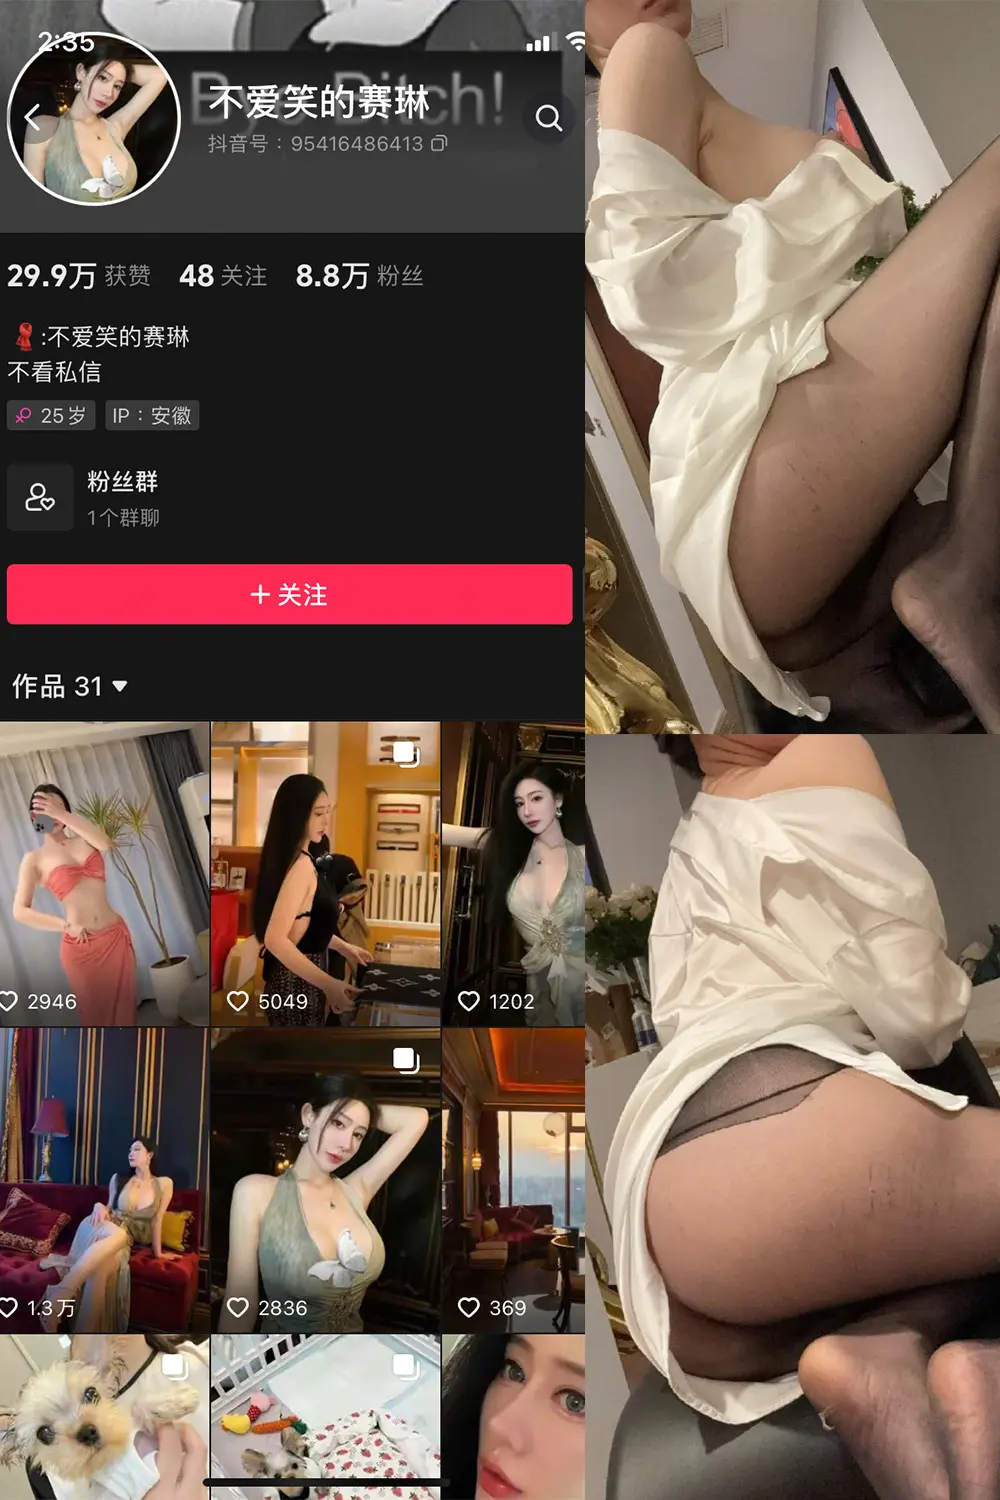 2:35
不爱笑的赛琳
抖音号：95416486413
29.9万 获赞 48 关注 8.8万 粉丝
:不爱笑的赛琳
不看私信
25岁 IP：安徽
粉丝群
1个群聊
+ 关注
作品 31
2946 5049 1202
1.3万 2836 369